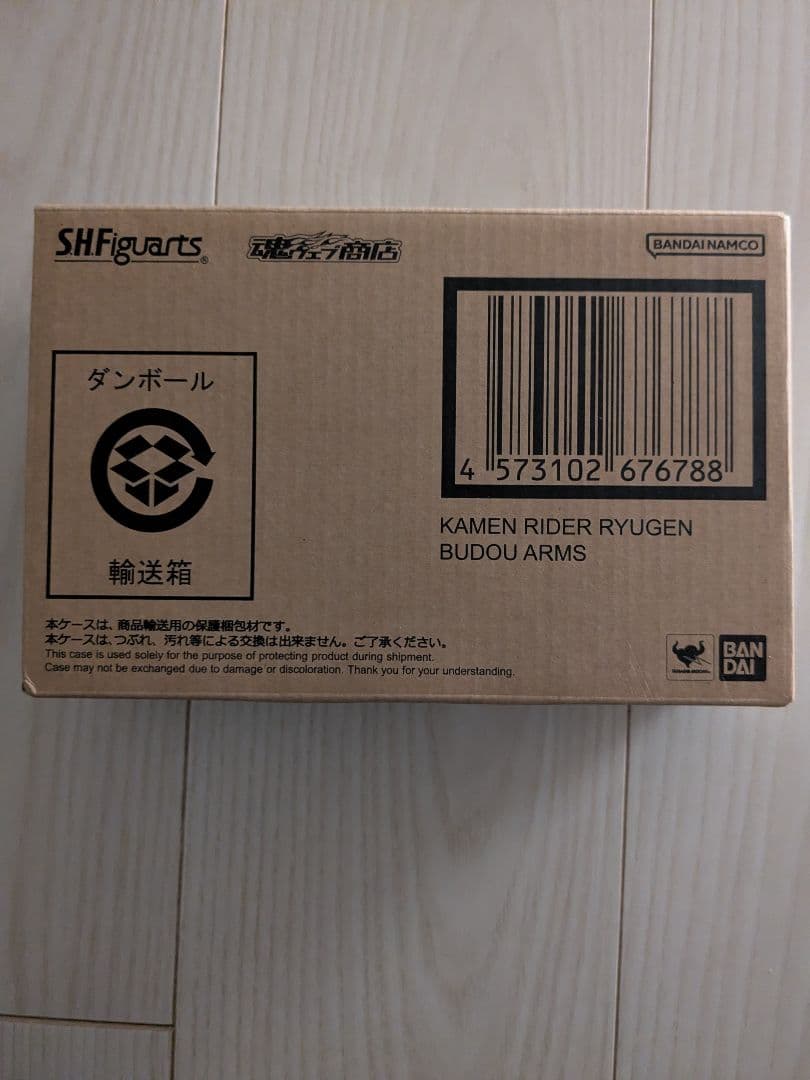 S.H.Figuarts®
魂ウェブ商店
BANDAI NAMCO
ダンボール
輸送箱
4 573102 676788
KAMEN RIDER RYUGEN
BUDOU ARMS
本ケースは、商品輸送用の保護梱包材です。
本ケースは、つぶれ、汚れ等による交換は出来ません。ご了承ください。
This case is used solely for the purpose of protecting product during shipment.
Case may not be exchanged due to damage or discoloration. Thank you for your understanding.
BAN
DAI